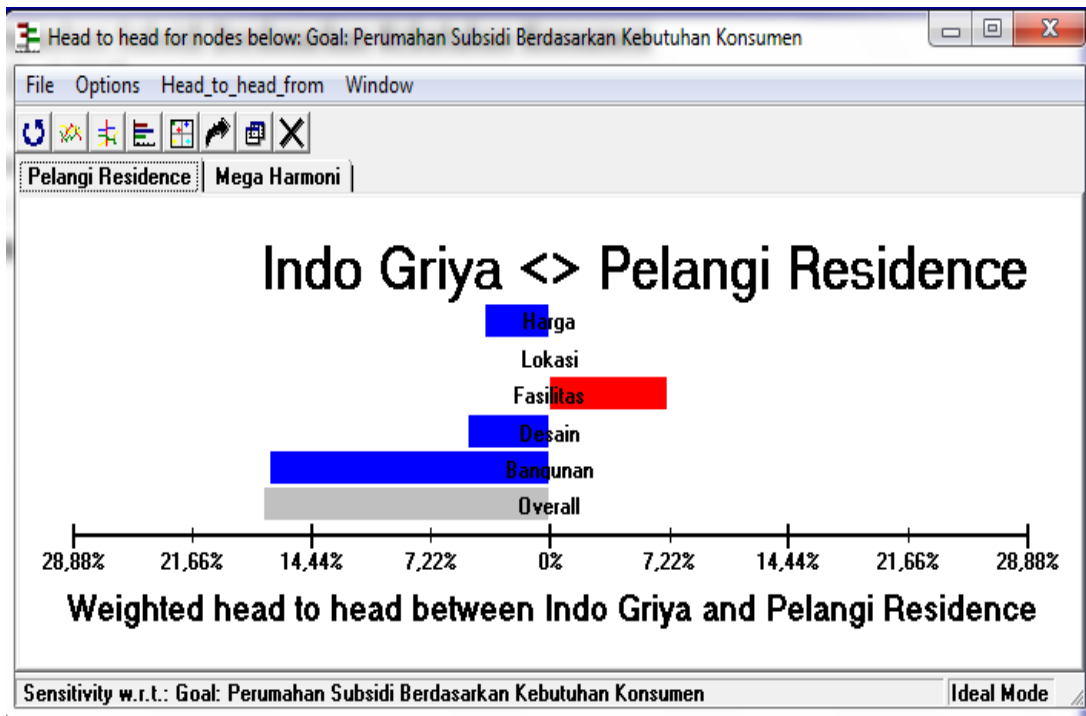 Head to head for nodes below: Goal: Perumahan Subsidi Berdasarkan Kebutuhan Konsumen
File Options Head_to_head_from Window
Pelangi Residence Mega Harmoni
Indo Griya <> Pelangi Residence
Harga
Lokasi
Fasilitas
Desain
Bangunan
Overall
28,88% 21,66% 14,44% 7,22% 0% 7,22% 14,44% 21,66% 28,88%
Weighted head to head between Indo Griya and Pelangi Residence
Sensitivity w.r.t.: Goal: Perumahan Subsidi Berdasarkan Kebutuhan Konsumen Ideal Mode